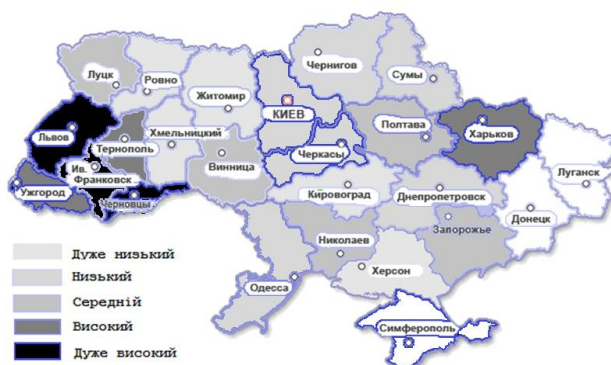 Чернигов
Луцк
Ровно
Сумы
Житомир
КИЕВ
Львов
Хмельницкий
Полтава
Харьков
Тернополь
Черкасы
Ив.
Франковск
Винница
Луганск
Ужгород
Черновцы
Кировоград
Днепропетровск
Донецк
Запорожье
Николаев
Херсон
Одесса
Симферополь
Дуже низький
Низький
Середній
Високий
Дуже високий